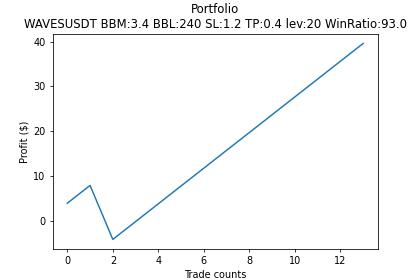 Portfolio
WAVESUSDT BBM:3.4 BBL:240 SL:1.2 TP:0.4 lev:20 WinRatio:93.0
40
30
20
10
0
Profit ($)
0 2 4 6 8 10 12
Trade counts